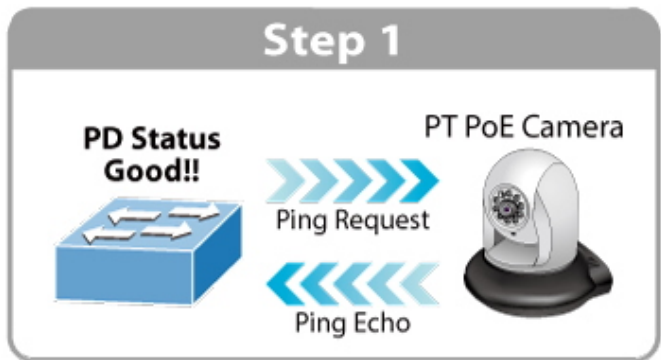 Step 1
PD Status
Good!!
PT PoE Camera
Ping Request
Ping Echo